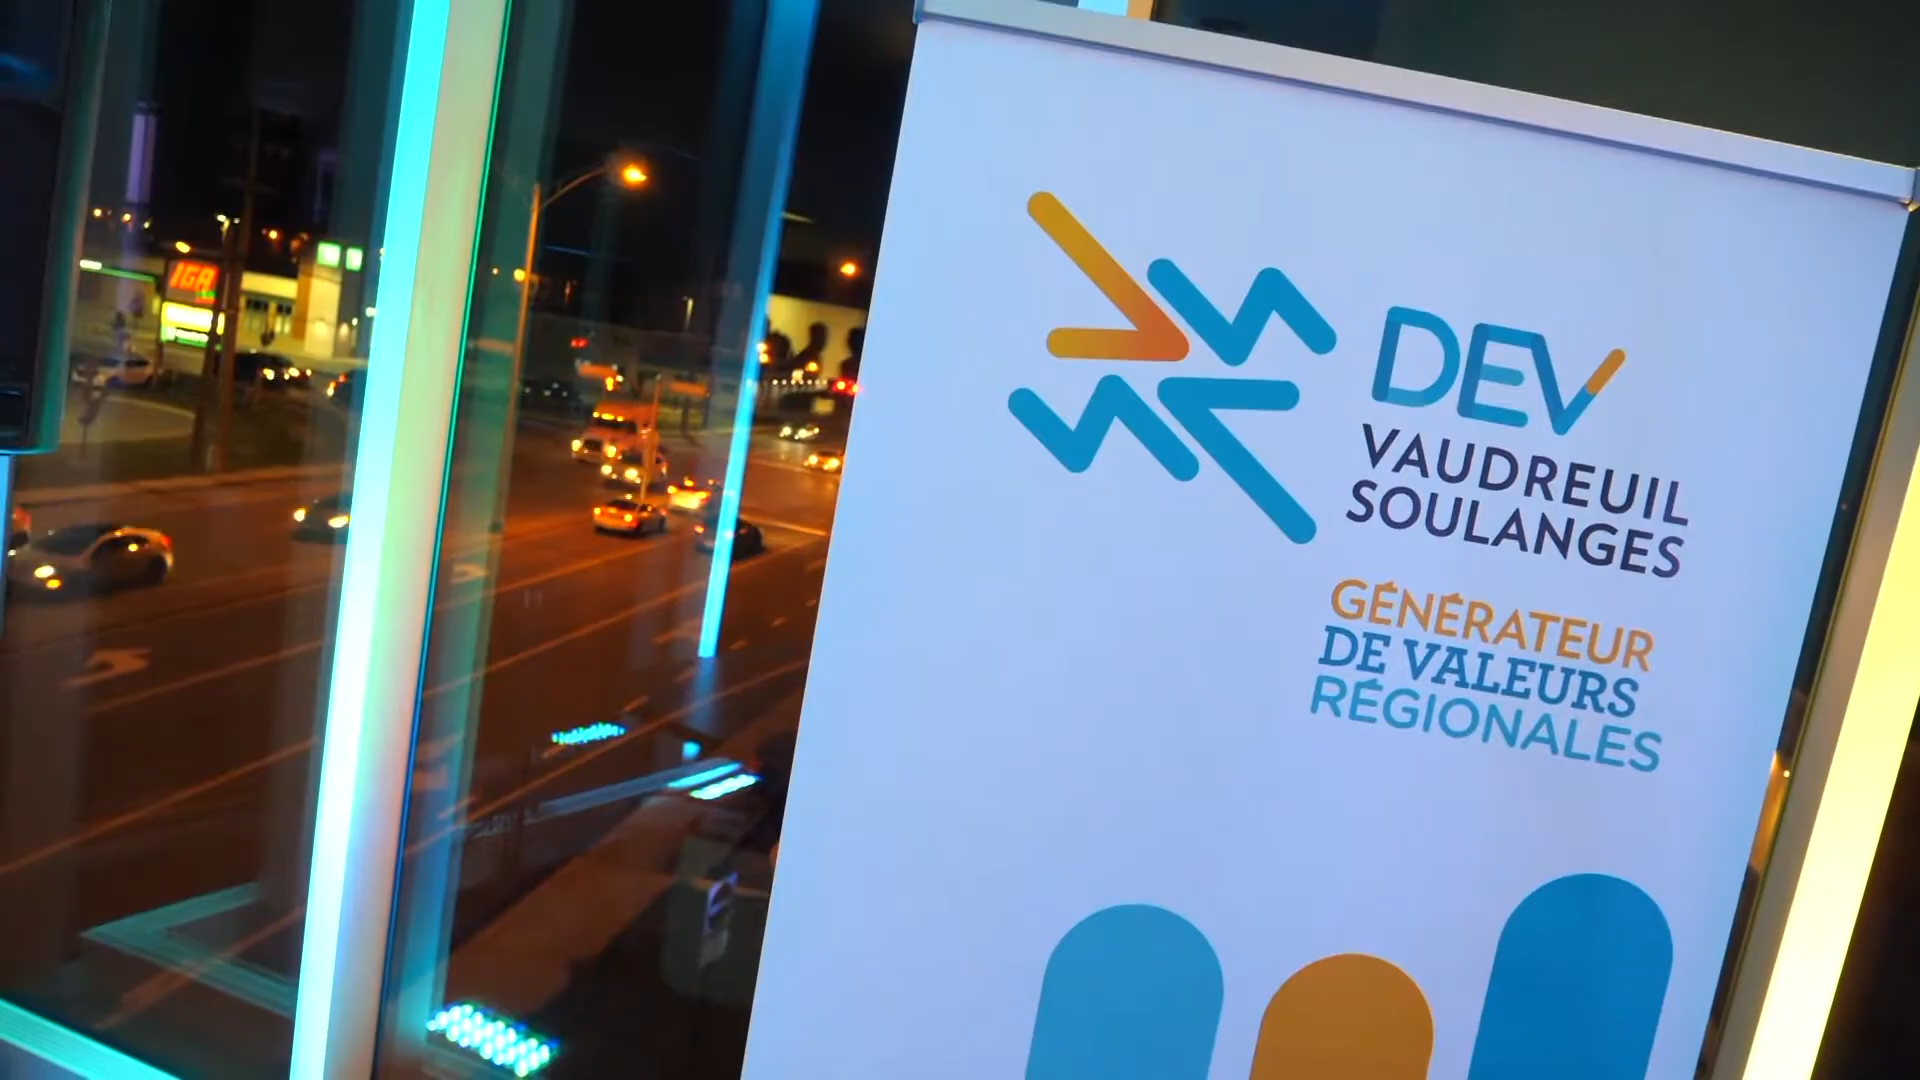 IGA
DEV
VAUDREUIL
SOULANGES
GÉNÉRATEUR
DE VALEURS
RÉGIONALES